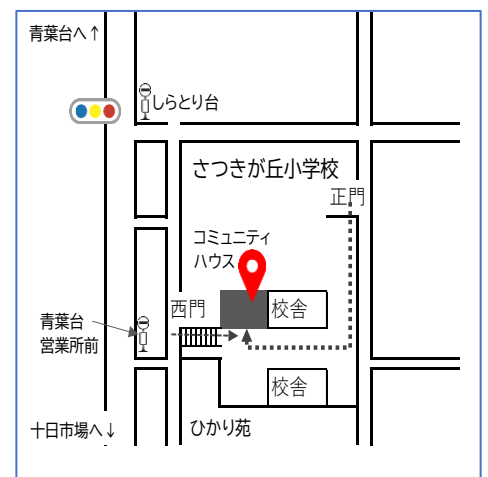 青葉台へ↑
しらとり台
さつきが丘小学校
正門
コミュニティ
ハウス
西門
校舎
青葉台
営業所前
校舎
十日市場へ↓
ひかり苑